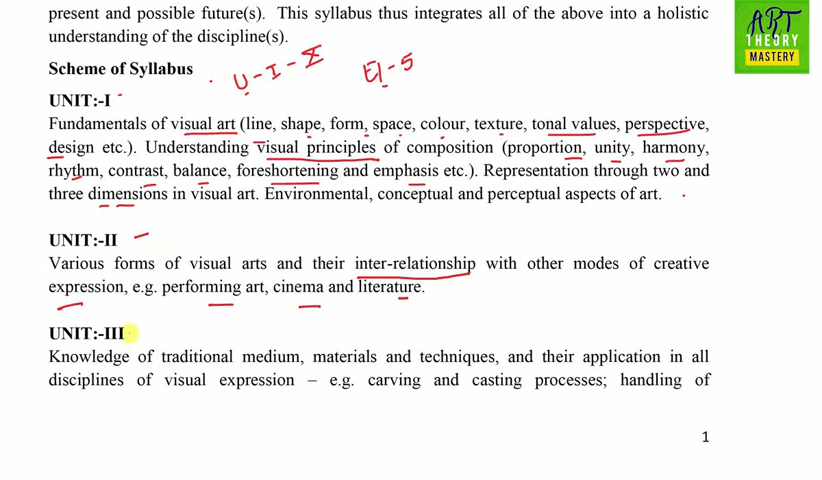 present and possible future(s). This syllabus thus integrates all of the above into a holistic
understanding of the discipline(s).
ART
THEORY
MASTERY
Scheme of Syllabus
U-I-X
El-5
UNIT:-I
Fundamentals of visual art (line, shape, form, space, colour, texture, tonal values, perspective,
design etc.). Understanding visual principles of composition (proportion, unity, harmony,
rhythm, contrast, balance, foreshortening and emphasis etc.). Representation through two and
three dimensions in visual art. Environmental, conceptual and perceptual aspects of art.
UNIT:-II
Various forms of visual arts and their inter-relationship with other modes of creative
expression, e.g. performing art, cinema and literature.
UNIT:-III
Knowledge of traditional medium, materials and techniques, and their application in all
disciplines of visual expression – e.g. carving and casting processes; handling of
1